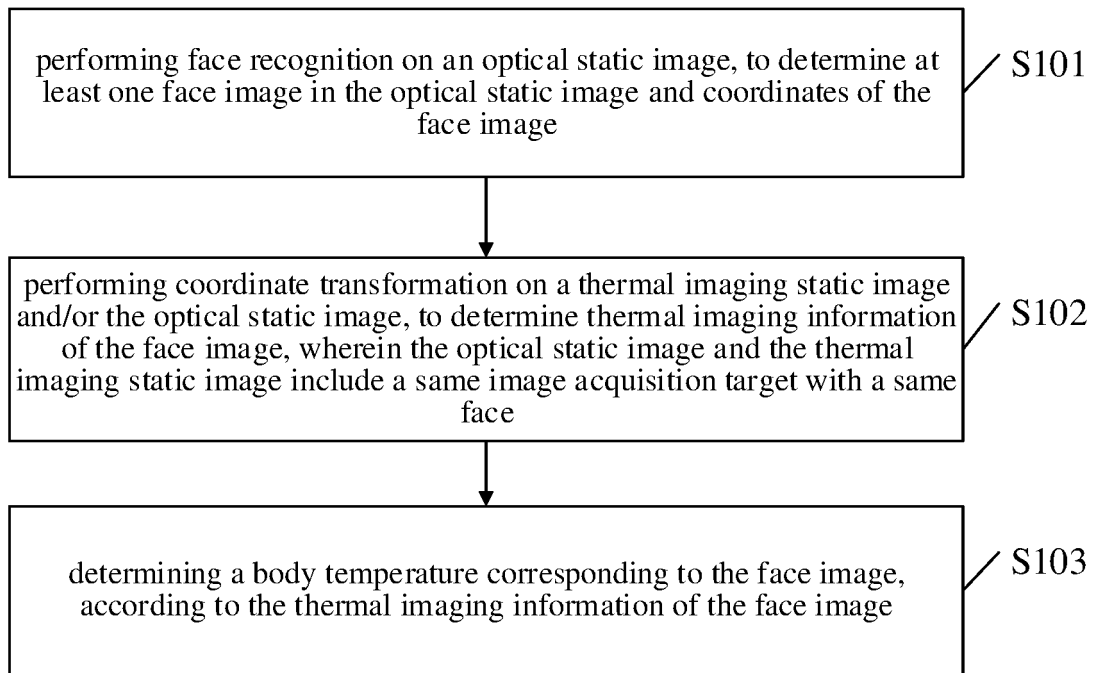 performing face recognition on an optical static image, to determine at
least one face image in the optical static image and coordinates of the
face image
S101
performing coordinate transformation on a thermal imaging static image
and/or the optical static image, to determine thermal imaging information
of the face image, wherein the optical static image and the thermal
imaging static image include a same image acquisition target with a same
face
S102
determining a body temperature corresponding to the face image,
according to the thermal imaging information of the face image
S103